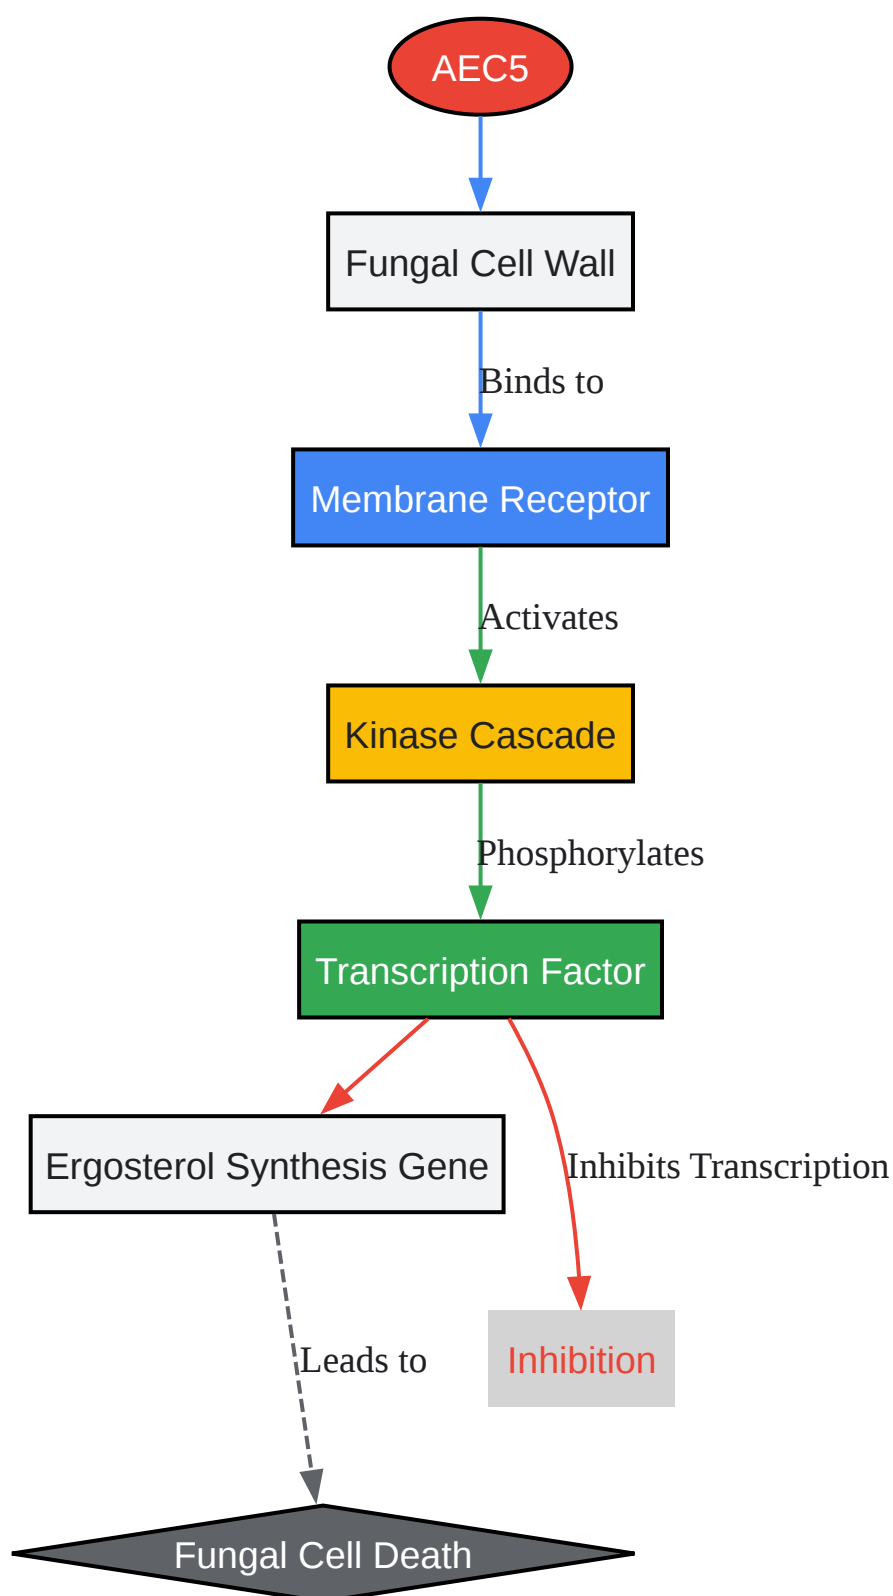 AEC5
Fungal Cell Wall
Binds to
Membrane Receptor
Activates
Kinase Cascade
Phosphorylates
Transcription Factor
Ergosterol Synthesis Gene
Inhibits Transcription
Leads to
Inhibition
Fungal Cell Death